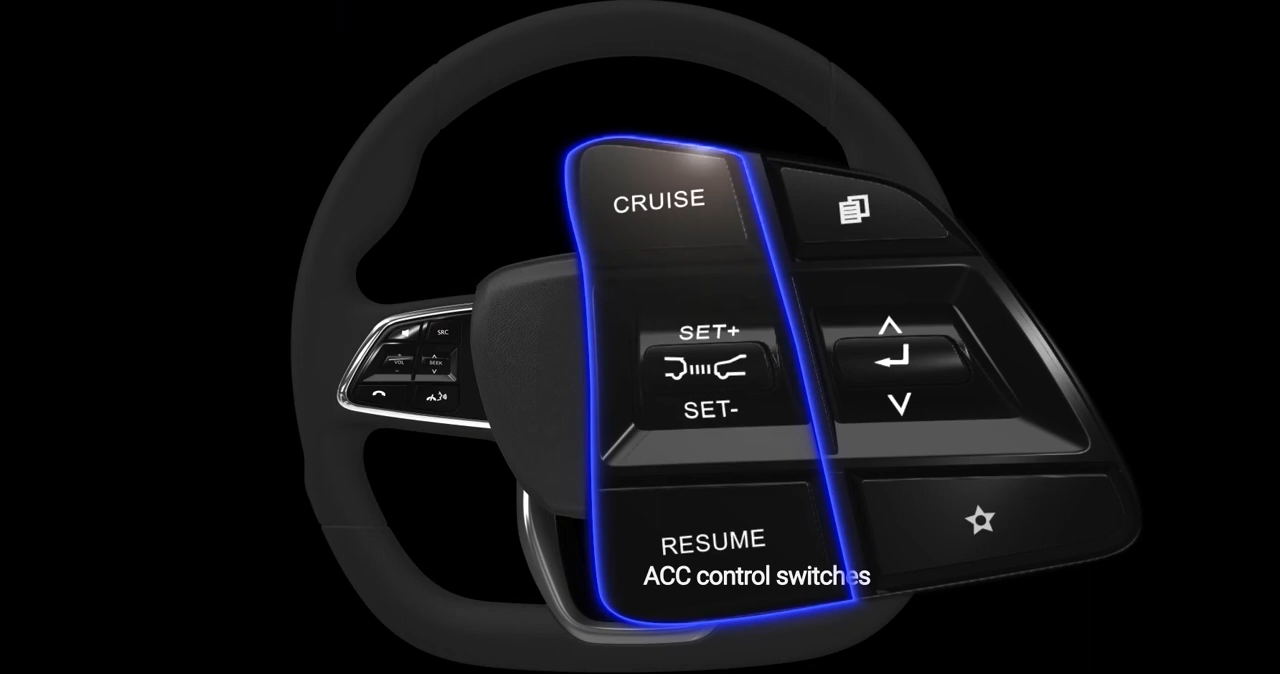 CRUISE
SET+
SET-
RESUME
ACC control switches
SRC
VOL
SEEK